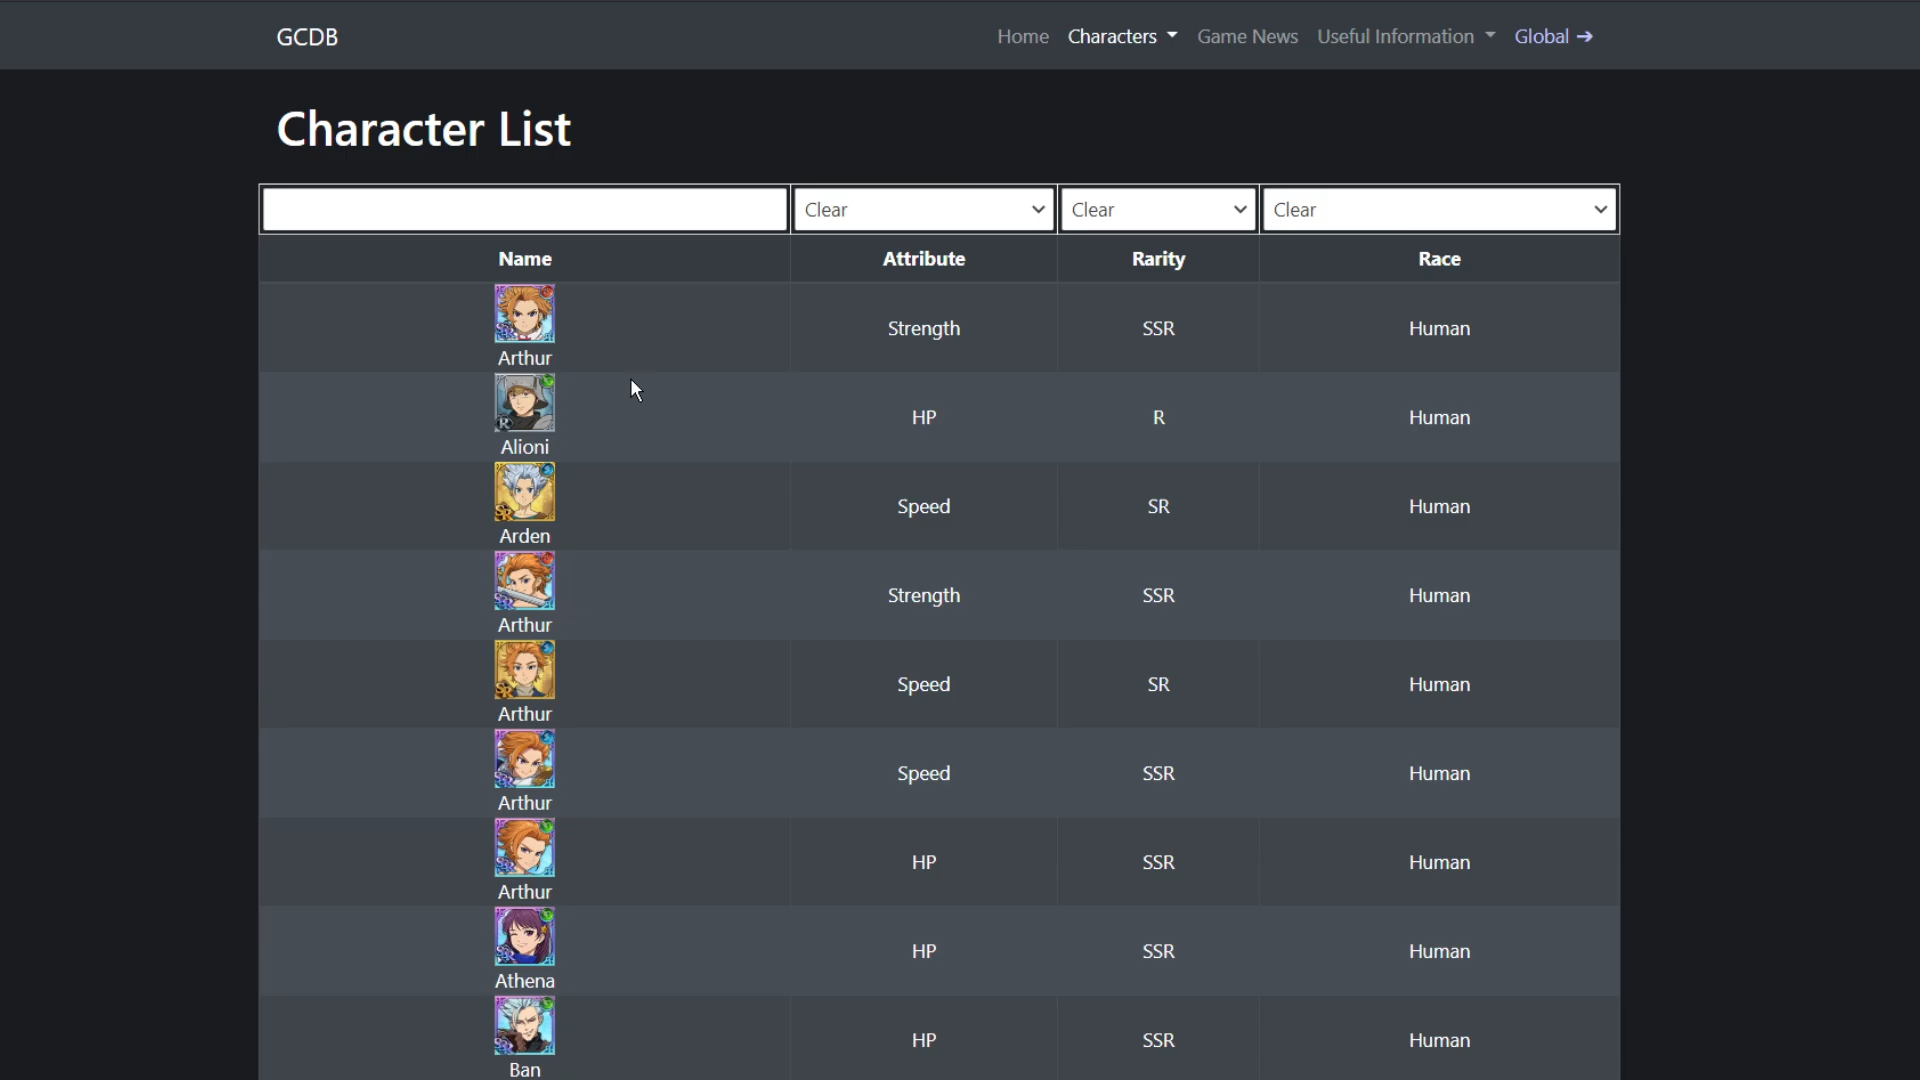 GCDB Home Characters Game News Useful Information Global →
Character List
Clear Clear Clear
Name Attribute Rarity Race
Arthur Strength SSR Human
Alioni HP R Human
Arden Speed SR Human
Arthur Strength SSR Human
Arthur Speed SR Human
Arthur Speed SSR Human
Arthur HP SSR Human
Athena HP SSR Human
Ban HP SSR Human